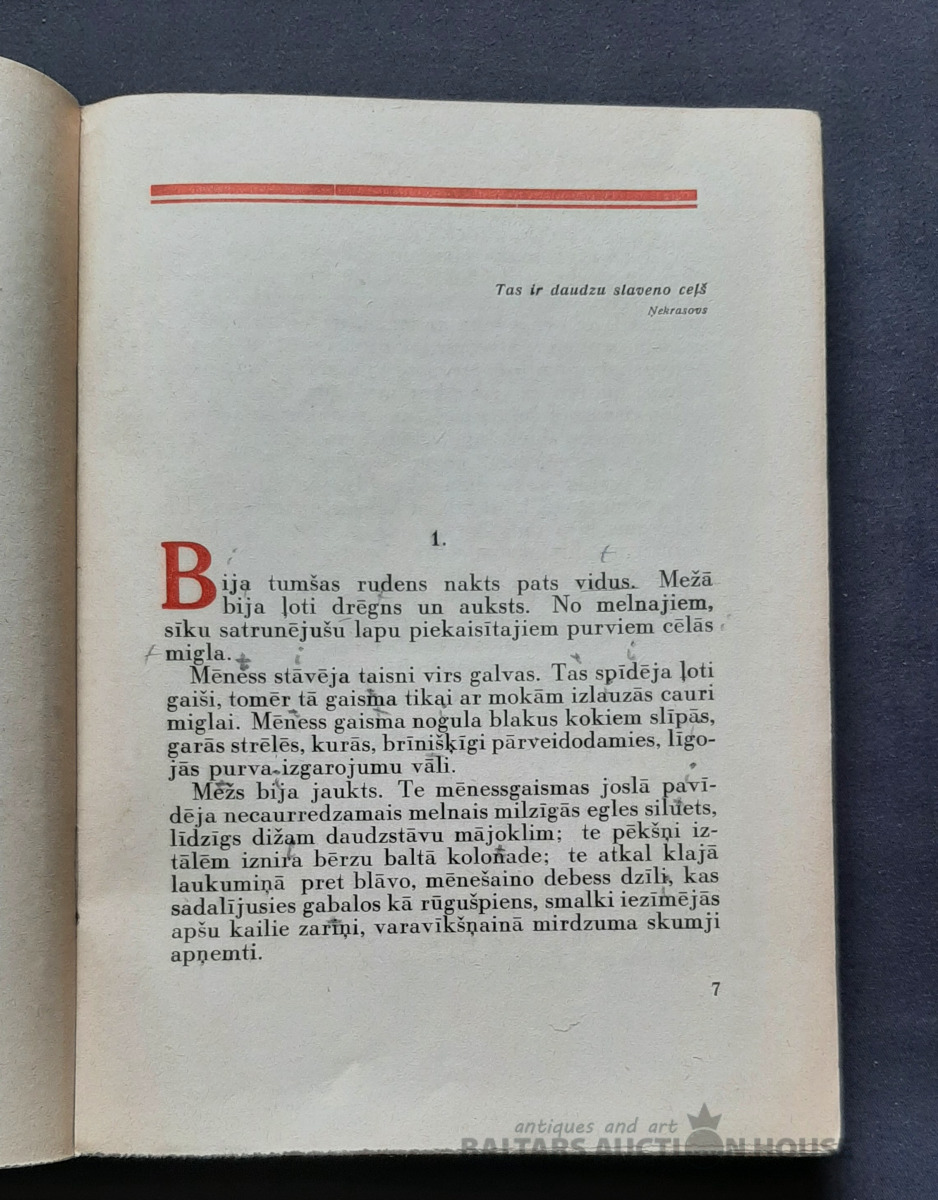 Tas ir daudzu slaveno ceļš
Ņekrasovs
1.
Bija tumšas rudens nakts pats vidus. Mežā
bija ļoti drēgns un auksts. No melnajiem,
sīku satrunējušu lapu piekaisītajiem purviem cēlās
migla.
Mēness stāvēja taisni virs galvas. Tas spīdēja ļoti
gaiši, tomēr tā gaisma tikai ar mokām izlauzās cauri
miglai. Mēness gaisma nogula blakus kokiem slīpās,
garās strēlēs, kurās, brīnišķīgi pārveidodamies, līgo-
jās purva izgarojumu vāli.
Mežs bija jaukts. Te mēnessgaismas joslā pavī-
dēja necaurredzamais melnais milzīgās egles siluets,
līdzīgs dižam daudzstāvu mājoklim; te pēkšņi iz-
tālēm iznira bērzu baltā kolonade; te atkal klajā
laukumiņā pret blāvo, mēnešaino debess dzīli, kas
sadalījusies gabalos kā rūgušpiens, smalki iezīmējās
apšu kailie zariņi, varavīkšņainā mirdzuma skumji
apņemti.
7
antiques and art
BALTARS AUCTION HOUSE